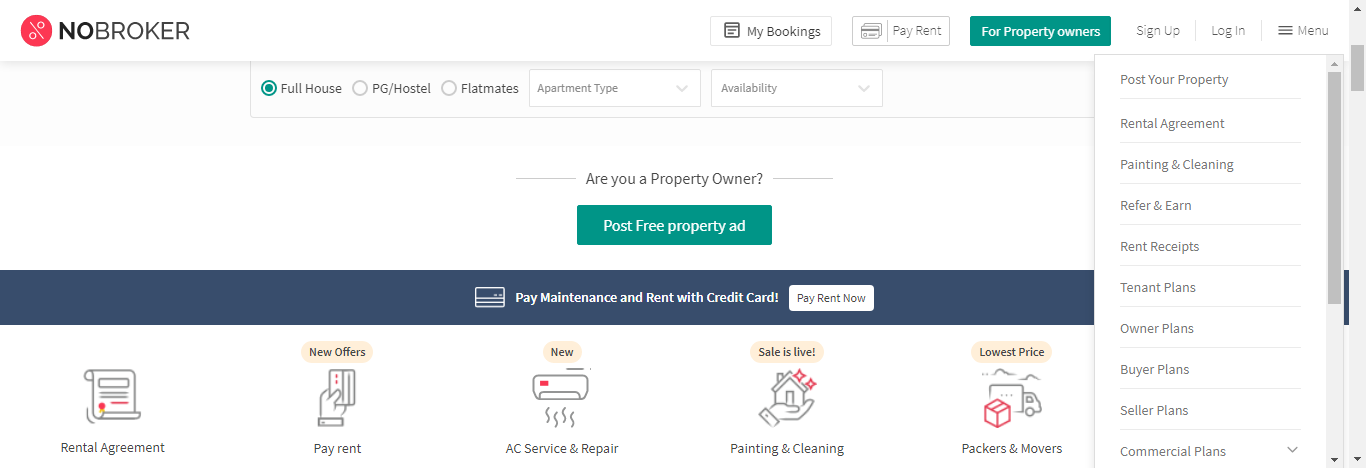 NOBROKER
My Bookings
Pay Rent
For Property owners
Sign Up
Log In
Menu
Full House
PG/Hostel
Flatmates
Apartment Type
Availability
Are you a Property Owner?
Post Free property ad
Pay Maintenance and Rent with Credit Card!
Pay Rent Now
New Offers
New
Sale is live!
Lowest Price
Rental Agreement
Pay rent
AC Service & Repair
Painting & Cleaning
Packers & Movers
Post Your Property
Rental Agreement
Painting & Cleaning
Refer & Earn
Rent Receipts
Tenant Plans
Owner Plans
Buyer Plans
Seller Plans
Commercial Plans